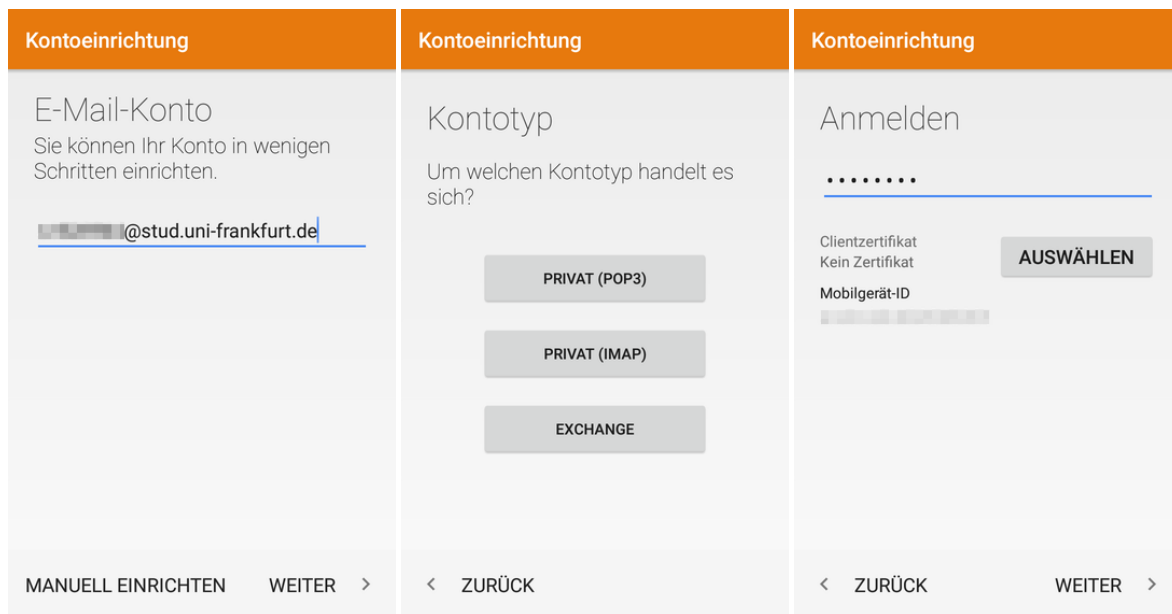 Kontoeinrichtung
E-Mail-Konto
Sie können Ihr Konto in wenigen
Schritten einrichten.
@stud.uni-frankfurt.de
MANUELL EINRICHTEN
WEITER
Kontoeinrichtung
Kontotyp
Um welchen Kontotyp handelt es
sich?
PRIVAT (POP3)
PRIVAT (IMAP)
EXCHANGE
ZURÜCK
Kontoeinrichtung
Anmelden
........
Clientzertifikat
Kein Zertifikat
AUSWÄHLEN
Mobilgerät-ID
ZURÜCK
WEITER